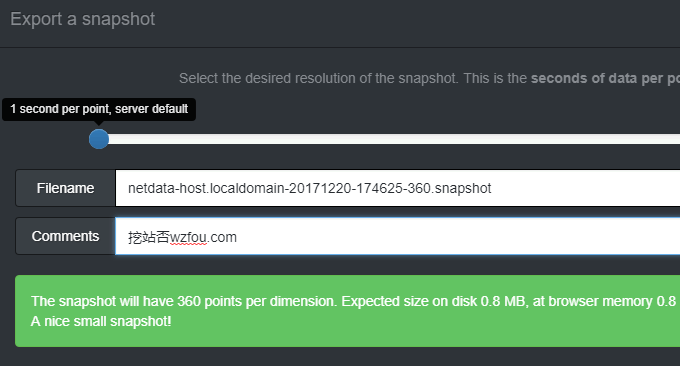 Export a snapshot
Select the desired resolution of the snapshot. This is the seconds of data per
1 second per point, server default
Filename
netdata-host.localdomain-20171220-174625-360.snapshot
Comments
挖站否wzfou.com
The snapshot will have 360 points per dimension. Expected size on disk 0.8 MB, at browser memory 0.8
A nice small snapshot!